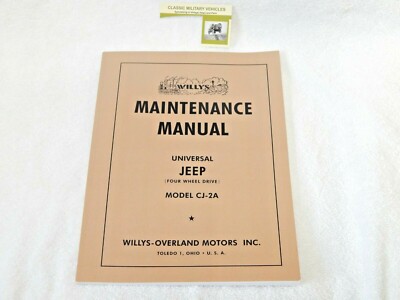 CLASSIC MILITARY VEHICLES
WILLYS
MAINTENANCE
MANUAL
UNIVERSAL
JEEP
(FOUR WHEEL DRIVE)
MODEL CJ-2A
WILLYS-OVERLAND MOTORS INC.
TOLEDO 1, OHIO • U. S. A.